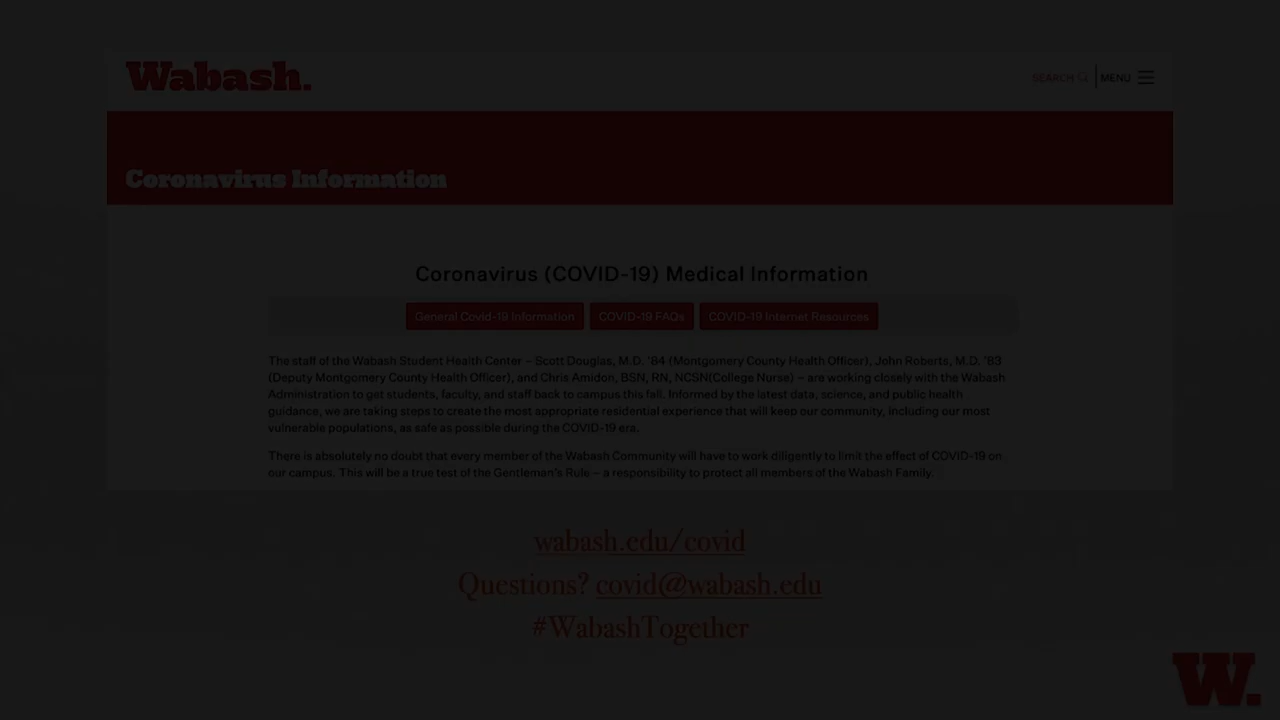 Wabash.
SEARCH
MENU
Coronavirus Information
Coronavirus (COVID-19) Medical Information
General Covid-19 Information
COVID-19 FAQs
COVID-19 Internet Resources
The staff of the Wabash Student Health Center – Scott Douglas, M.D. '84 (Montgomery County Health Officer), John Roberts, M.D. '83
(Deputy Montgomery County Health Officer), and Chris Amidon, BSN, RN, NCSN(College Nurse) – are working closely with the Wabash
Administration to get students, faculty, and staff back to campus this fall. Informed by the latest data, science, and public health
guidance, we are taking steps to create the most appropriate residential experience that will keep our community, including our most
vulnerable populations, as safe as possible during the COVID-19 era.
There is absolutely no doubt that every member of the Wabash Community will have to work diligently to limit the effect of COVID-19 on
our campus. This will be a true test of the Gentleman's Rule – a responsibility to protect all members of the Wabash Family.
wabash.edu/covid
Questions? covid@wabash.edu
#WabashTogether
W.